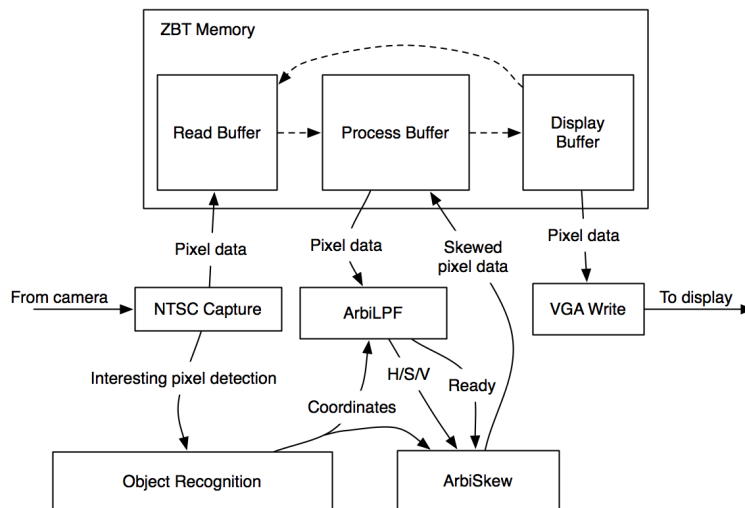 ZBT Memory
Read Buffer
Process Buffer
Display
Buffer
Pixel data
Pixel data
Skewed
pixel data
Pixel data
From camera
NTSC Capture
ArbiLPF
VGA Write
To display
Interesting pixel detection
H/S/V
Ready
Coordinates
Object Recognition
ArbiSkew